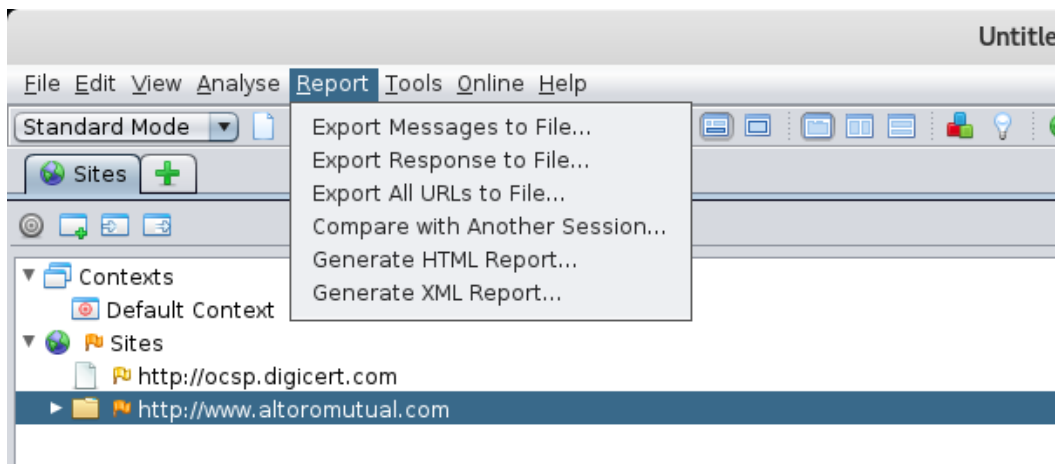 Untitle
File Edit View Analyse Report Tools Online Help
Standard Mode
Export Messages to File...
Export Response to File...
Export All URLs to File...
Compare with Another Session...
Generate HTML Report...
Generate XML Report...
Sites
Contexts
Default Context
Sites
http://ocsp.digicert.com
http://www.altoromutual.com